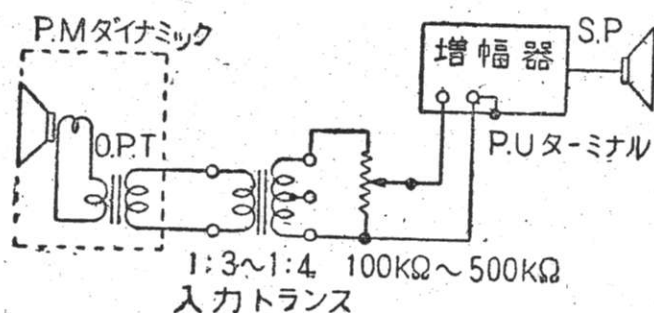 P.Mダイナミック
O.P.T
増幅器
S.P
P.Uターミナル
1:3～1:4
入力トランス
100KΩ～500KΩ